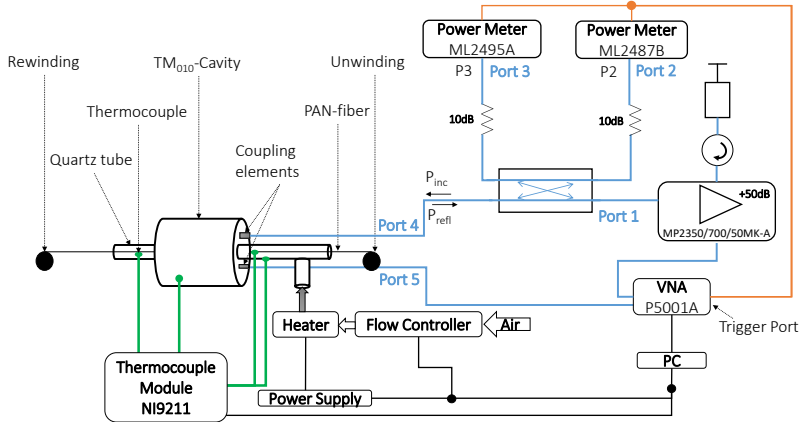 Power Meter
ML2495A
Power Meter
ML2487B
Rewinding
TM010-Cavity
Unwinding
P3
Port 3
P2
Port 2
Thermocouple
PAN-fiber
10dB
10dB
Quartz tube
Coupling
elements
Pinc
Prefl
Port 1
+50dB
MP2350/700/50MK-A
Port 4
Port 5
VNA
P5001A
Trigger Port
Heater
Flow Controller
Air
PC
Thermocouple
Module
NI9211
Power Supply